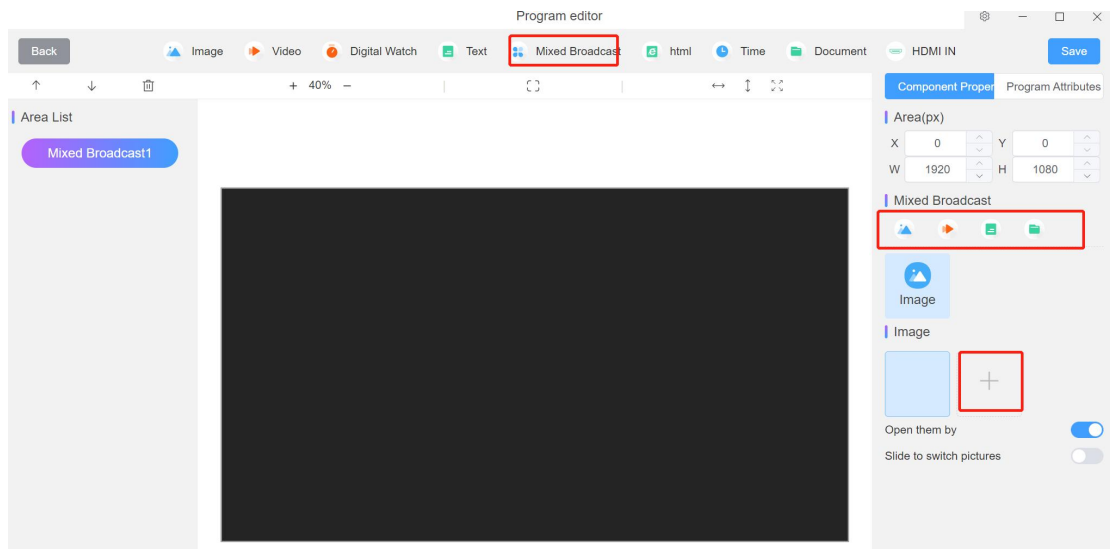 Program editor
Back Image Video Digital Watch Text Mixed Broadcast html Time Document HDMI IN Save
+ 40% −
Component Proper Program Attributes
Area List
Mixed Broadcast1
Area(px)
X 0 Y 0
W 1920 H 1080
Mixed Broadcast
Image
Image
Open them by
Slide to switch pictures